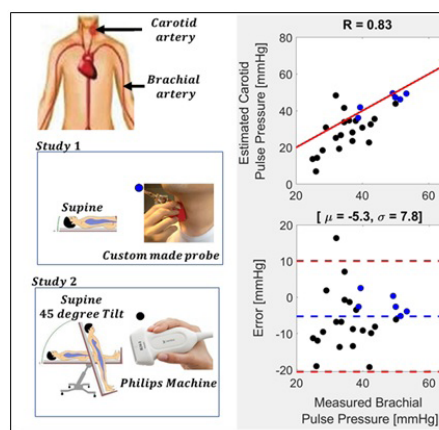 Carotid
artery
Brachial
artery
Study 1
Supine
Custom made probe
Study 2
Supine
45 degree Tilt
Philips Machine
R = 0.83
Estimated Carotid
Pulse Pressure [mmHg]
80
60
40
20
0
20
40
60
[ μ = -5.3, σ = 7.8]
Error [mmHg]
20
10
0
-10
-20
20
40
60
Measured Brachial
Pulse Pressure [mmHg]